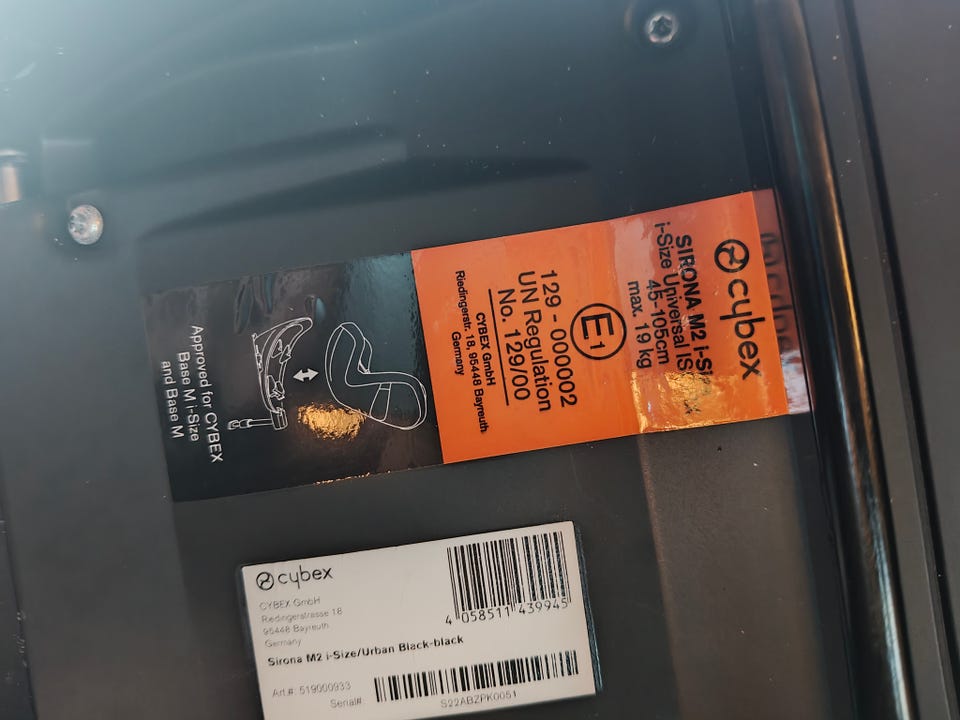 cybex
SIRONA M2 i-Si
i-Size Universal IS
45-105cm
max. 19 kg
E1
129 - 000002
UN Regulation
No. 129/00
CYBEX GmbH
Riedingerstr. 18, 95448 Bayreuth
Germany
Approved for CYBEX
Base M i-Size
and Base M
cybex
CYBEX GmbH
Riedingerstrasse 18
95448 Bayreuth
Germany
4 058511 439945
Sirona M2 i-Size/Urban Black-black
Art.#: 519000933
Serial#
S22ABZPK0051